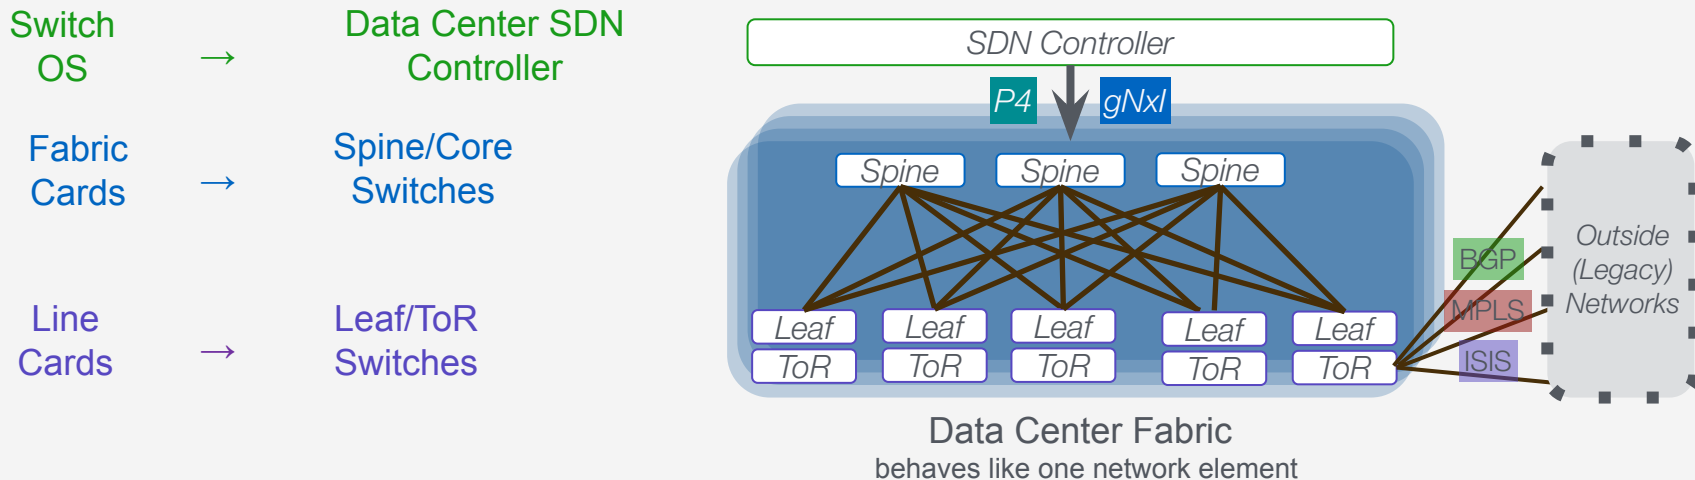 Switch
OS
→
Data Center SDN
Controller
Fabric
Cards
→
Spine/Core
Switches
Line
Cards
→
Leaf/ToR
Switches
SDN Controller
P4
gNxI
Spine
Spine
Spine
Leaf
Leaf
Leaf
Leaf
Leaf
ToR
ToR
ToR
ToR
ToR
BGP
MPLS
ISIS
Outside
(Legacy)
Networks
Data Center Fabric
behaves like one network element